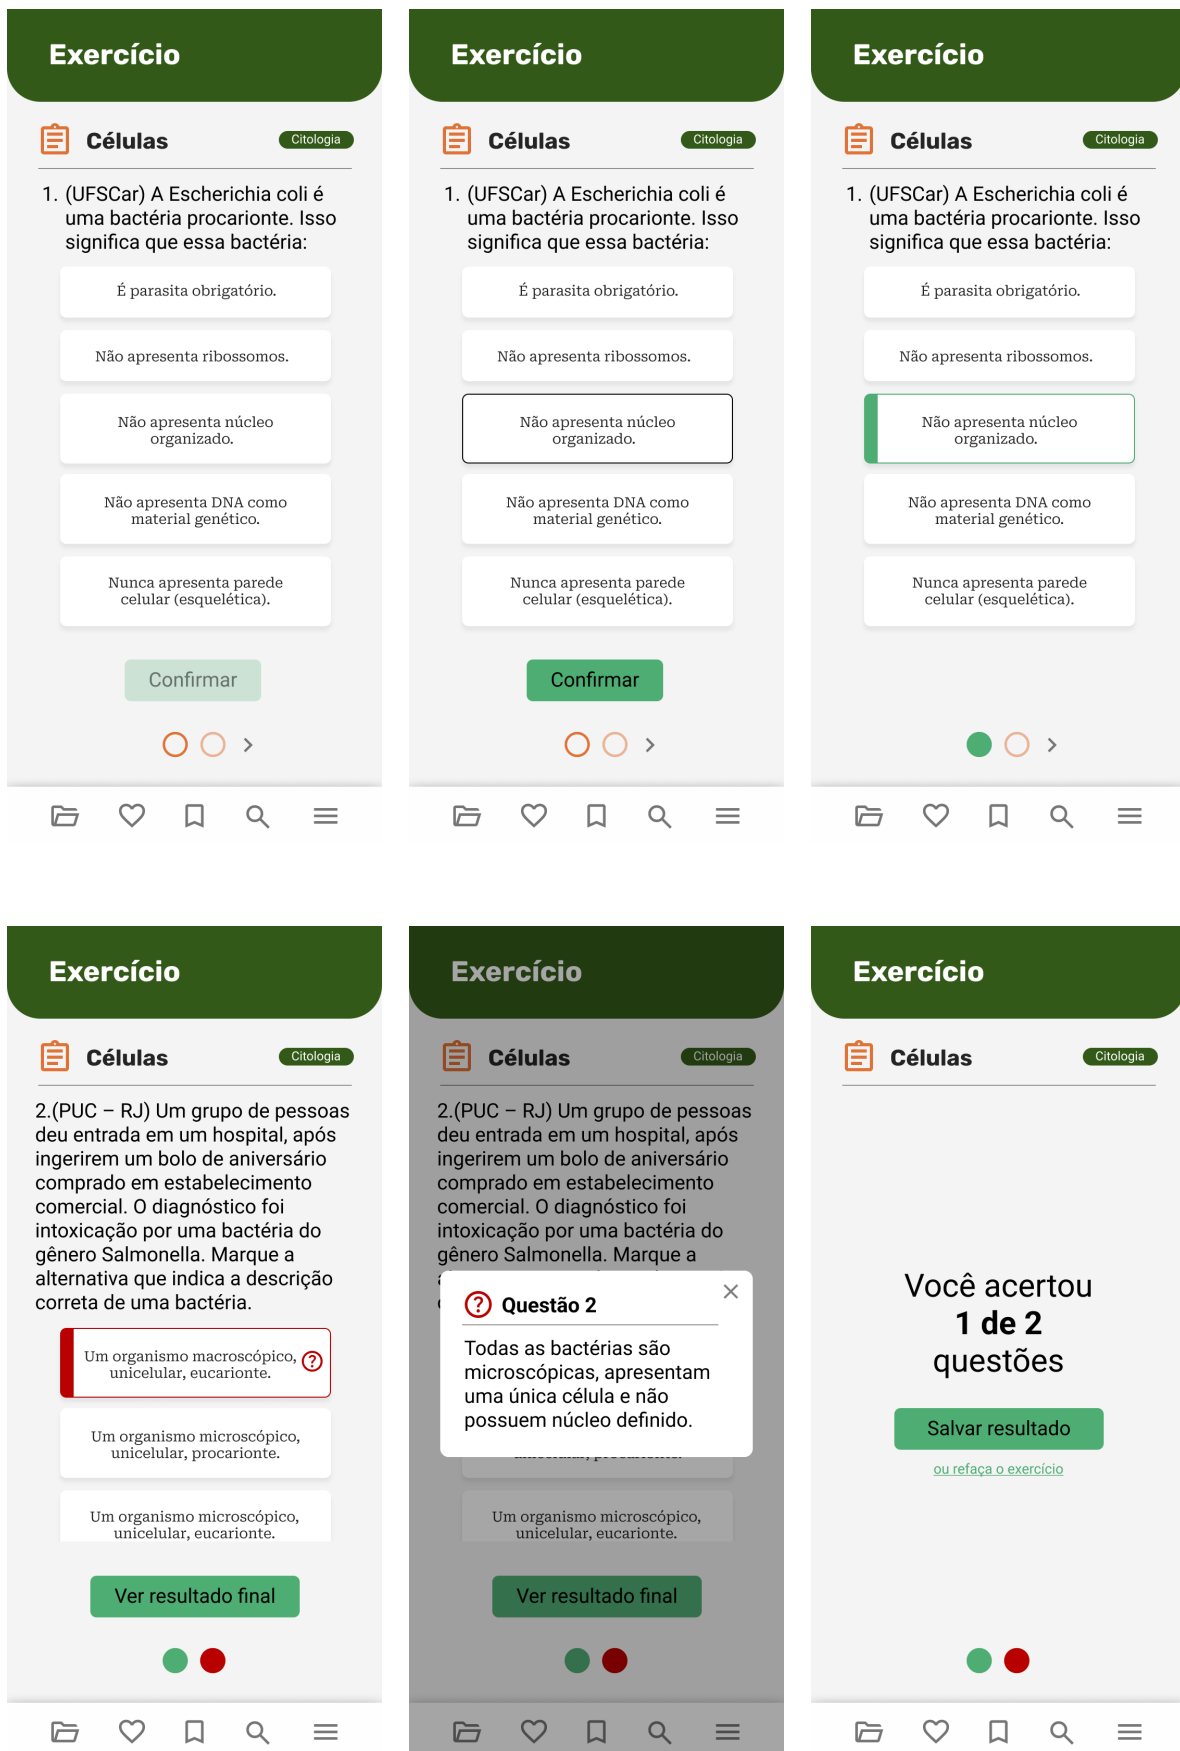 Exercício
Células
Citologia
1. (UFSCar) A Escherichia coli é
uma bactéria procarionte. Isso
significa que essa bactéria:
É parasita obrigatório.
Não apresenta ribossomos.
Não apresenta núcleo
organizado.
Não apresenta DNA como
material genético.
Nunca apresenta parede
celular (esquelética).
Confirmar
Exercício
Células
Citologia
1. (UFSCar) A Escherichia coli é
uma bactéria procarionte. Isso
significa que essa bactéria:
É parasita obrigatório.
Não apresenta ribossomos.
Não apresenta núcleo
organizado.
Não apresenta DNA como
material genético.
Nunca apresenta parede
celular (esquelética).
Confirmar
Exercício
Células
Citologia
1. (UFSCar) A Escherichia coli é
uma bactéria procarionte. Isso
significa que essa bactéria:
É parasita obrigatório.
Não apresenta ribossomos.
Não apresenta núcleo
organizado.
Não apresenta DNA como
material genético.
Nunca apresenta parede
celular (esquelética).
Exercício
Células
Citologia
2.(PUC – RJ) Um grupo de pessoas
deu entrada em um hospital, após
ingerirem um bolo de aniversário
comprado em estabelecimento
comercial. O diagnóstico foi
intoxicação por uma bactéria do
gênero Salmonella. Marque a
alternativa que indica a descrição
correta de uma bactéria.
Um organismo macroscópico,
unicelular, eucarionte.
Um organismo microscópico,
unicelular, procarionte.
Um organismo microscópico,
unicelular, eucarionte.
Ver resultado final
Exercício
Células
Citologia
2.(PUC – RJ) Um grupo de pessoas
deu entrada em um hospital, após
ingerirem um bolo de aniversário
comprado em estabelecimento
comercial. O diagnóstico foi
intoxicação por uma bactéria do
gênero Salmonella. Marque a
Questão 2
Todas as bactérias são
microscópicas, apresentam
uma única célula e não
possuem núcleo definido.
Um organismo microscópico,
unicelular, eucarionte.
Ver resultado final
Exercício
Células
Citologia
Você acertou
1 de 2
questões
Salvar resultado
ou refaça o exercício